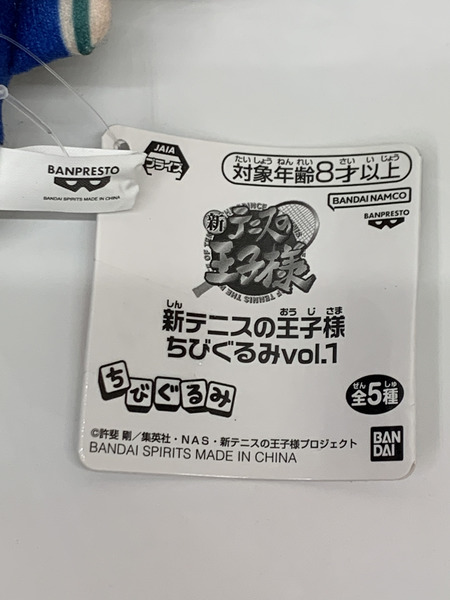 BANPRESTO
BANDAI SPIRITS MADE IN CHINA
JAIA
プライズ
たいしょうねんれい さいいじょう
対象年齢8才以上
BANDAI NAMCO
BANPRESTO
新テニスの
王子様
しん おうじさま
新テニスの王子様
ちびぐるみvol.1
ちびぐるみ
ぜん しゅ
全5種
©許斐 剛/集英社・NAS・新テニスの王子様プロジェクト
BANDAI SPIRITS MADE IN CHINA
BAN
DAI